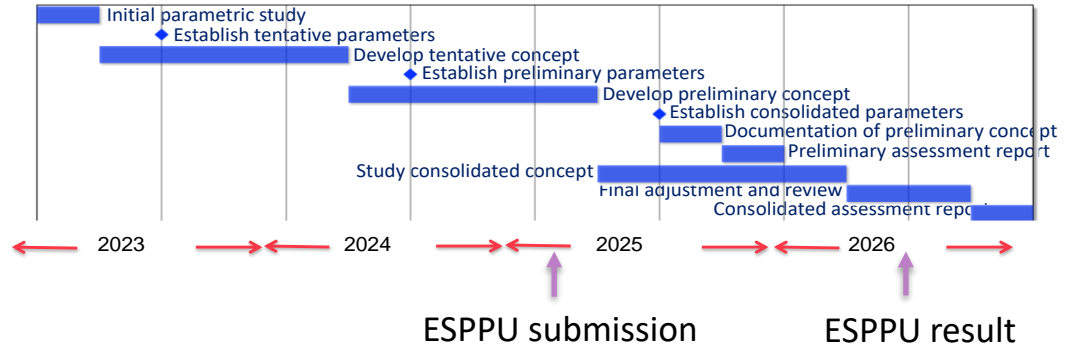 Initial parametric study
Establish tentative parameters
Develop tentative concept
Establish preliminary parameters
Develop preliminary concept
Establish consolidated parameters
Documentation of preliminary concept
Preliminary assessment report
Study consolidated concept
Final adjustment and review
Consolidated assessment repo
2023 2024 2025 2026
ESPPU submission ESPPU result